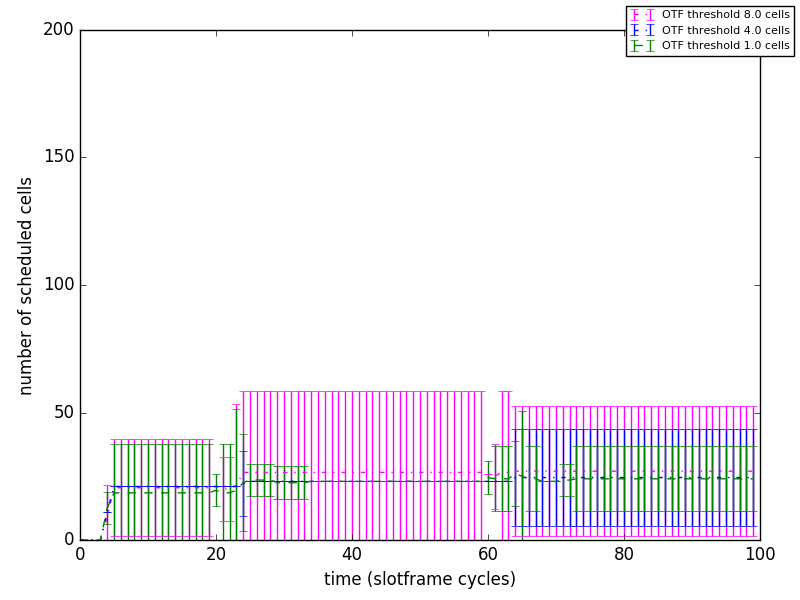 OTF threshold 8.0 cells
OTF threshold 4.0 cells
OTF threshold 1.0 cells
200
150
100
50
0
number of scheduled cells
0 20 40 60 80 100
time (slotframe cycles)